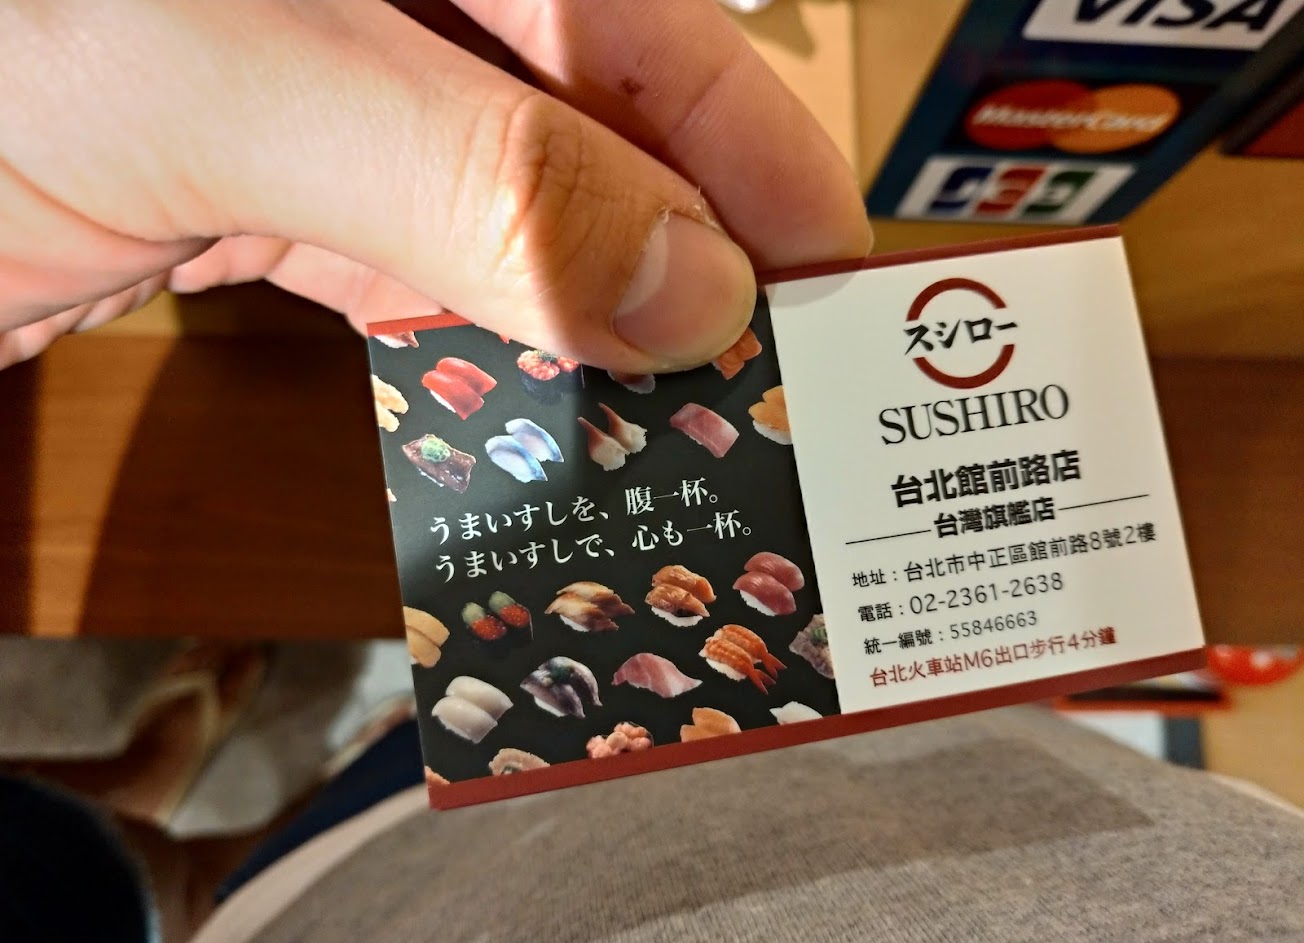 VISA
MasterCard
JCB
うまいすしを、腹一杯。
うまいすしで、心も一杯。
スシロー
SUSHIRO
台北館前路店
台灣旗艦店
地址：台北市中正區館前路8號2樓
電話：02-2361-2638
統一編號：55846663
台北火車站M6出口步行4分鐘